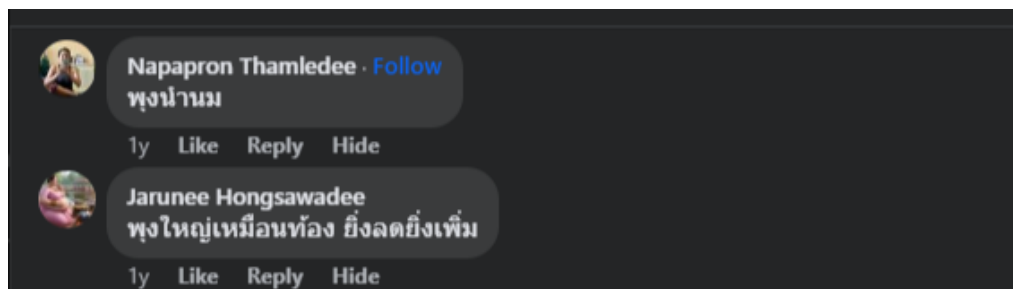 Napapron Thamledee · Follow
พุงนำนม
1y Like Reply Hide
Jarunee Hongsawadee
พุงใหญ่เหมือนท้อง ยิ่งลดยิ่งเพิ่ม
1y Like Reply Hide